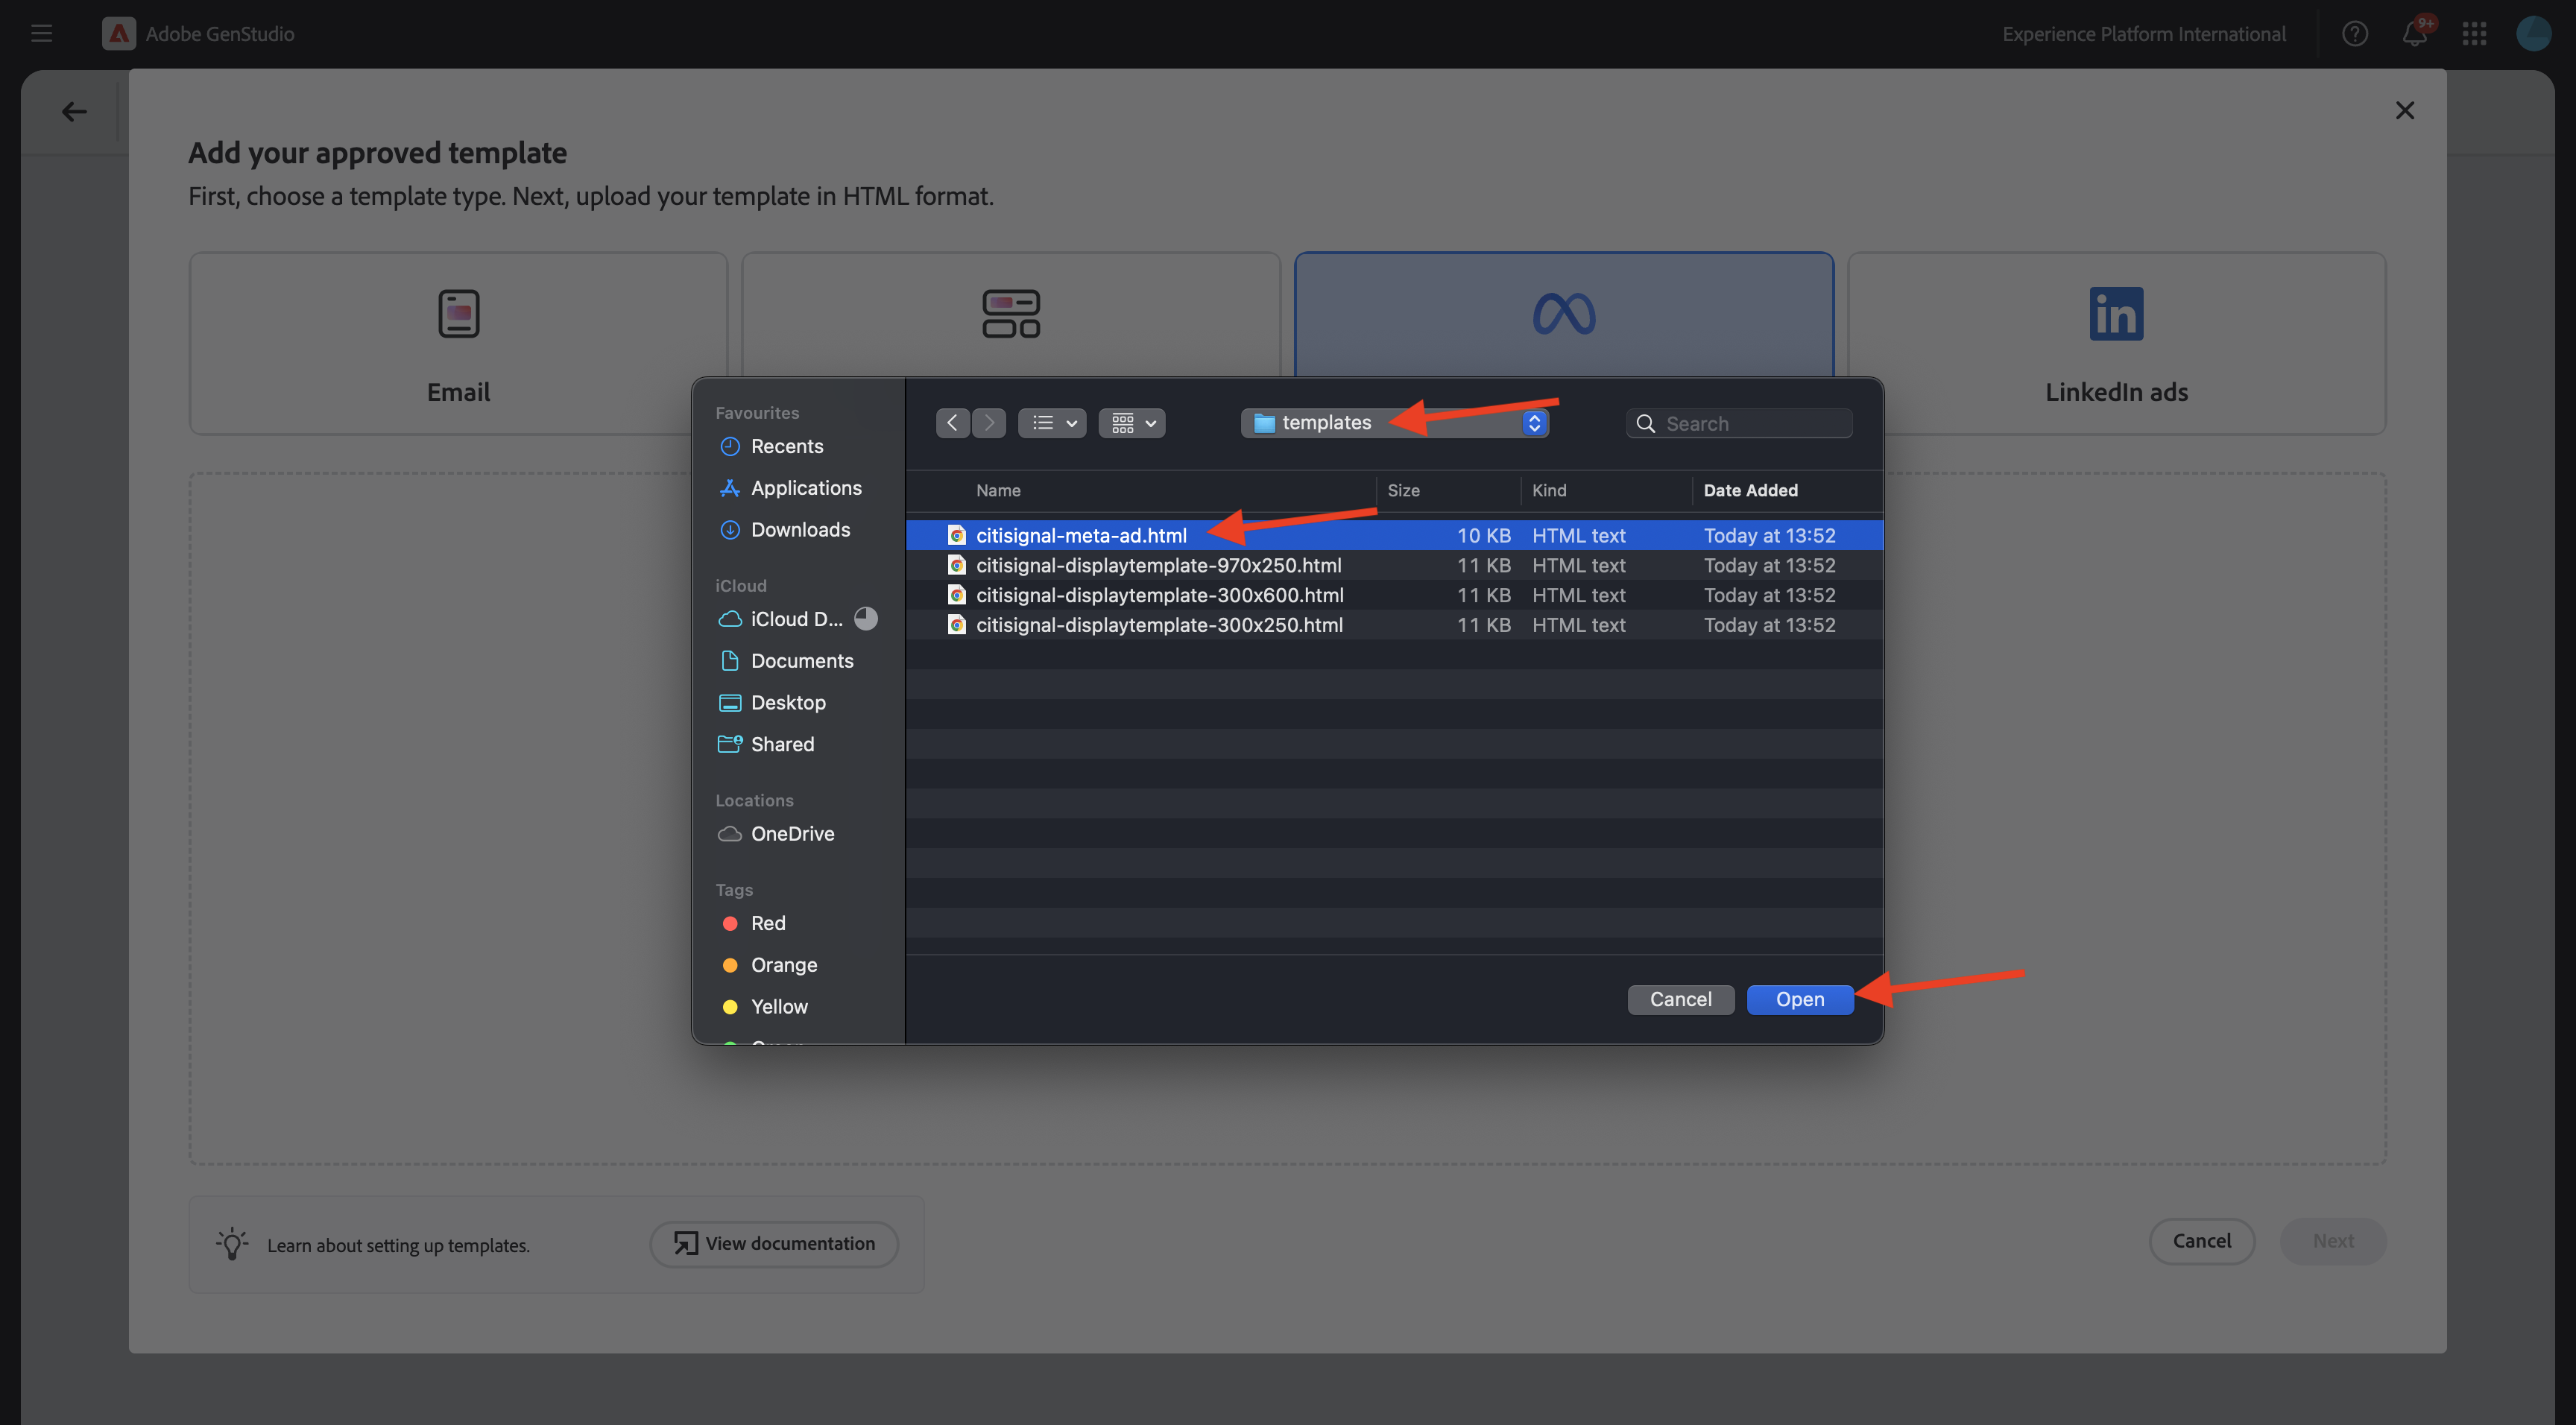 Adobe GenStudio
Experience Platform International
9+
Add your approved template
First, choose a template type. Next, upload your template in HTML format.
Email
LinkedIn ads
Favourites
Recents
Applications
Downloads
iCloud
iCloud D...
Documents
Desktop
Shared
Locations
OneDrive
Tags
Red
Orange
Yellow
templates
Search
Name Size Kind Date Added
citisignal-meta-ad.html 10 KB HTML text Today at 13:52
citisignal-displaytemplate-970x250.html 11 KB HTML text Today at 13:52
citisignal-displaytemplate-300x600.html 11 KB HTML text Today at 13:52
citisignal-displaytemplate-300x250.html 11 KB HTML text Today at 13:52
Cancel Open
Learn about setting up templates.
View documentation
Cancel
Next